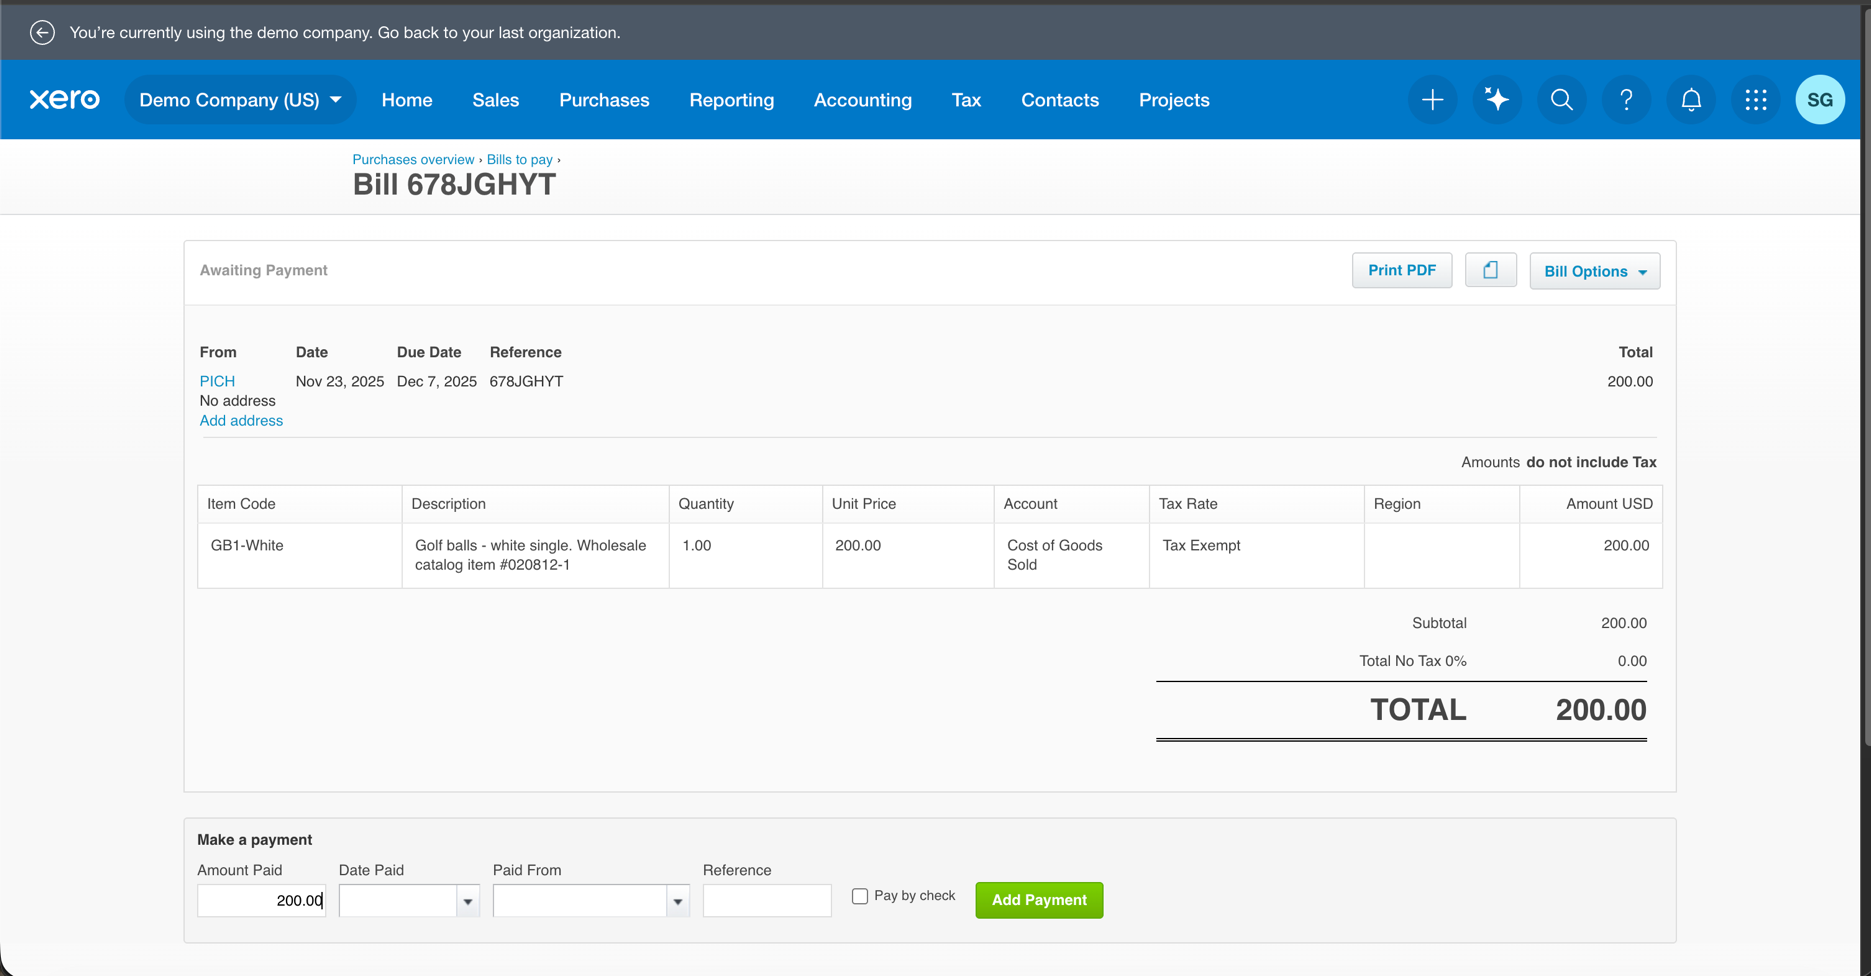 You're currently using the demo company. Go back to your last organization.
xero Demo Company (US) Home Sales Purchases Reporting Accounting Tax Contacts Projects ? SG
Purchases overview › Bills to pay ›
Bill 678JGHYT
Awaiting Payment Print PDF Bill Options
From Date Due Date Reference Total
PICH Nov 23, 2025 Dec 7, 2025 678JGHYT 200.00
No address
Add address
Amounts do not include Tax
Item Code Description Quantity Unit Price Account Tax Rate Region Amount USD
GB1-White Golf balls - white single. Wholesale 1.00 200.00 Cost of Goods Tax Exempt 200.00
catalog item #020812-1 Sold
Subtotal 200.00
Total No Tax 0% 0.00
TOTAL 200.00
Make a payment
Amount Paid Date Paid Paid From Reference
200.00 Pay by check Add Payment